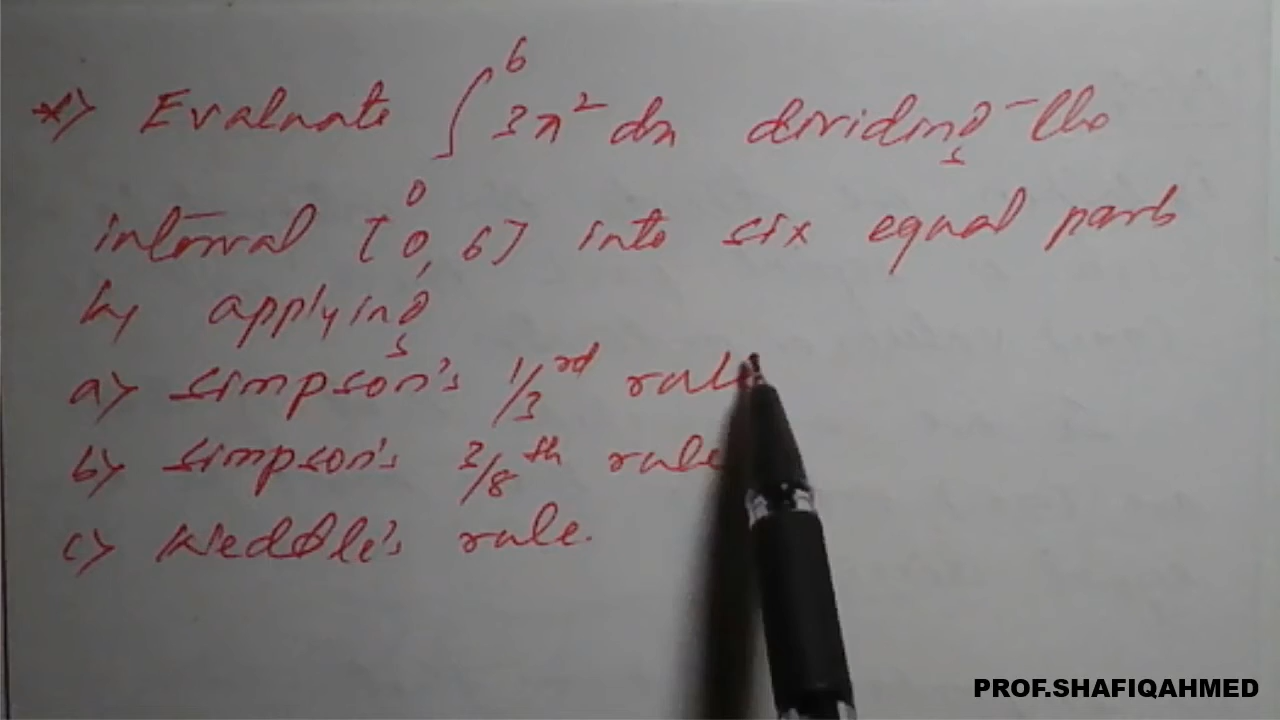 *) Evaluate ∫₀⁶ 3x² dx dividing the
interval [0, 6] into six equal parts
by applying
a) Simpson's 1/3rd rule
b) Simpson's 3/8th rule
c) Weddle's rule.
PROF.SHAFIQAHMED